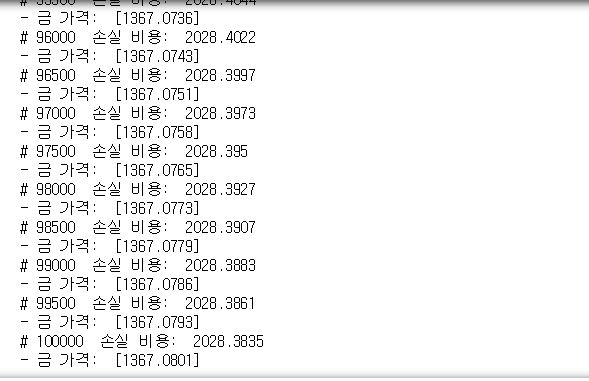 - 금 가격:  [1367.0736]
# 96000  손실 비용:  2028.4022
- 금 가격:  [1367.0743]
# 96500  손실 비용:  2028.3997
- 금 가격:  [1367.0751]
# 97000  손실 비용:  2028.3973
- 금 가격:  [1367.0758]
# 97500  손실 비용:  2028.395
- 금 가격:  [1367.0765]
# 98000  손실 비용:  2028.3927
- 금 가격:  [1367.0773]
# 98500  손실 비용:  2028.3907
- 금 가격:  [1367.0779]
# 99000  손실 비용:  2028.3883
- 금 가격:  [1367.0786]
# 99500  손실 비용:  2028.3861
- 금 가격:  [1367.0793]
# 100000  손실 비용:  2028.3835
- 금 가격:  [1367.0801]